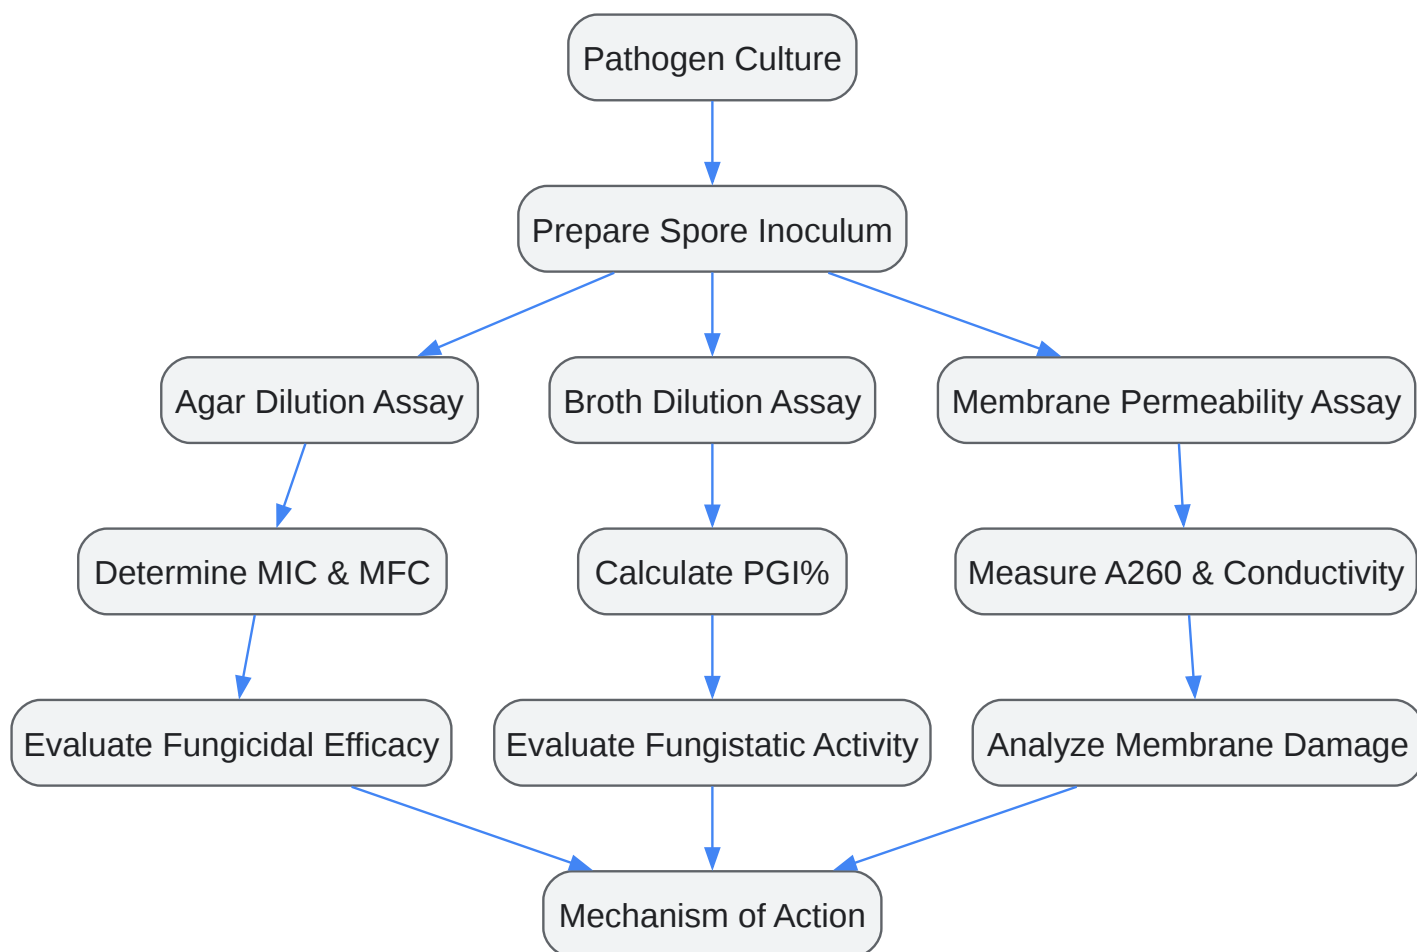 Pathogen Culture
Prepare Spore Inoculum
Agar Dilution Assay
Broth Dilution Assay
Membrane Permeability Assay
Determine MIC & MFC
Calculate PGI%
Measure A260 & Conductivity
Evaluate Fungicidal Efficacy
Evaluate Fungistatic Activity
Analyze Membrane Damage
Mechanism of Action